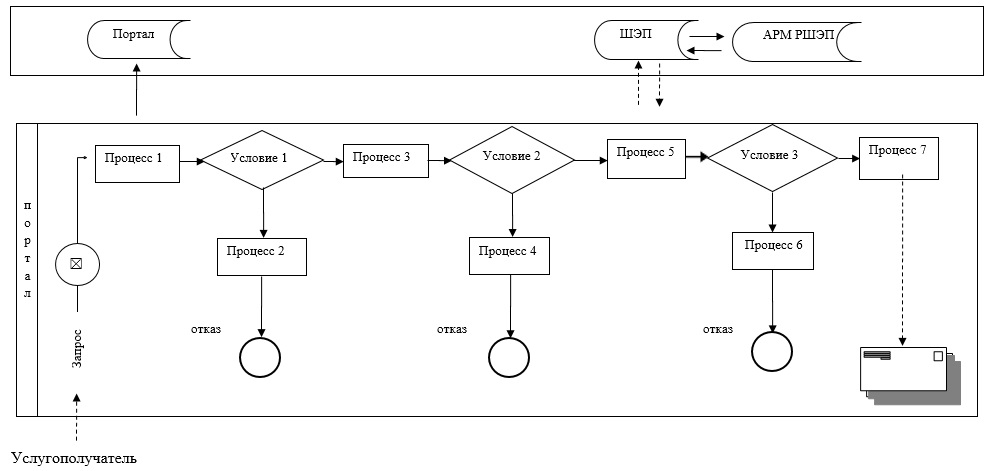 Портал
ШЭП
АРМ РШЭП
портал
Процесс 1
Условие 1
Процесс 3
Условие 2
Процесс 5
Условие 3
Процесс 7
Процесс 2
Процесс 4
Процесс 6
отказ
отказ
отказ
Запрос
Услугополучатель